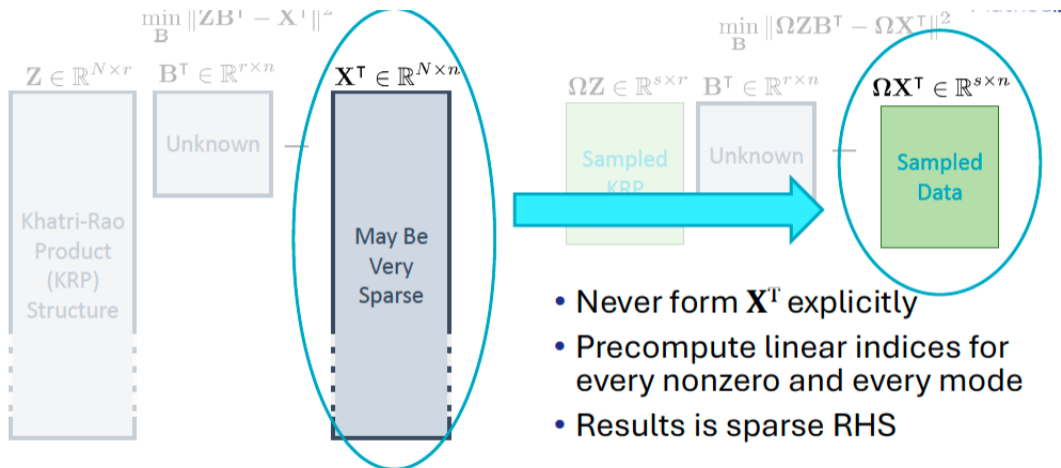 min_B ‖ZBᵀ − Xᵀ‖²
Z ∈ ℝ^{N×r}
Bᵀ ∈ ℝ^{r×n}
Xᵀ ∈ ℝ^{N×n}
Khatri-Rao
Product
(KRP)
Structure
Unknown
—
May Be
Very
Sparse
min_B ‖ΩZBᵀ − ΩXᵀ‖²
ΩZ ∈ ℝ^{s×r}
Bᵀ ∈ ℝ^{r×n}
ΩXᵀ ∈ ℝ^{s×n}
Sampled
KRP
Unknown
—
Sampled
Data
• Never form Xᵀ explicitly
• Precompute linear indices for
every nonzero and every mode
• Results is sparse RHS